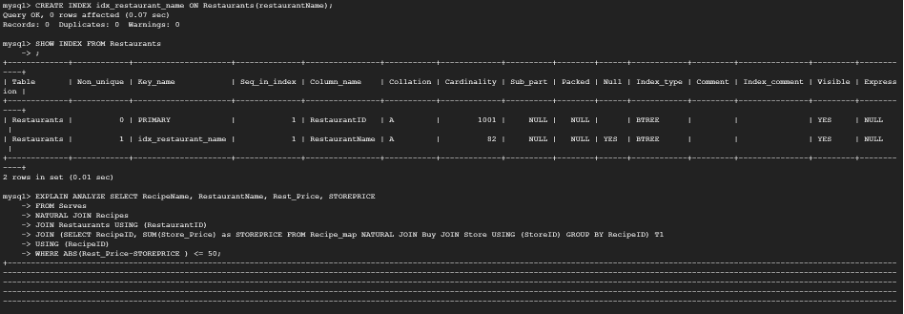 mysql> CREATE INDEX idx_restaurant_name ON Restaurants(restaurantName);
Query OK, 0 rows affected (0.07 sec)
Records: 0  Duplicates: 0  Warnings: 0
mysql> SHOW INDEX FROM Restaurants
    -> ;
| Table       | Non_unique | Key_name            | Seq_in_index | Column_name    | Collation | Cardinality | Sub_part | Packed | Null | Index_type | Comment | Index_comment | Visible | Express
ion |
| Restaurants |          0 | PRIMARY             |            1 | RestaurantID   | A         |        1001 |     NULL |   NULL |      | BTREE      |         |               | YES     | NULL
|
| Restaurants |          1 | idx_restaurant_name |            1 | RestaurantName | A         |          82 |     NULL |   NULL | YES  | BTREE      |         |               | YES     | NULL
|
2 rows in set (0.01 sec)
mysql> EXPLAIN ANALYZE SELECT RecipeName, RestaurantName, Rest_Price, STOREPRICE
    -> FROM Serves
    -> NATURAL JOIN Recipes
    -> JOIN Restaurants USING (RestaurantID)
    -> JOIN (SELECT RecipeID, SUM(Store_Price) as STOREPRICE FROM Recipe_map NATURAL JOIN Buy JOIN Store USING (StoreID) GROUP BY RecipeID) T1
    -> USING (RecipeID)
    -> WHERE ABS(Rest_Price-STOREPRICE ) <= 50;